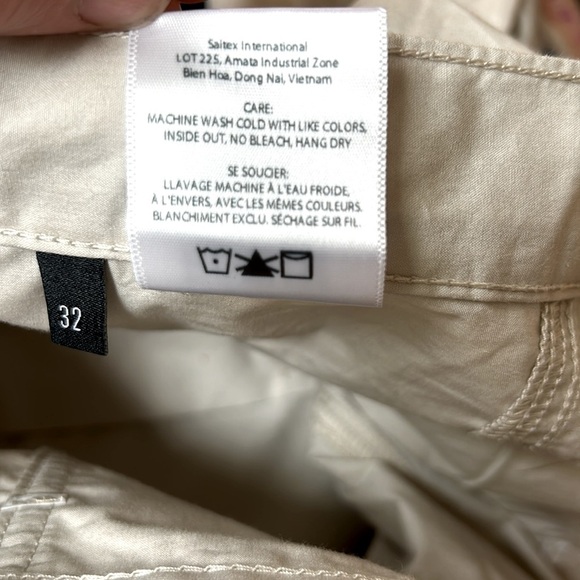 Saitex International
LOT 225, Amata Industrial Zone
Bien Hoa, Dong Nai, Vietnam
CARE:
MACHINE WASH COLD WITH LIKE COLORS,
INSIDE OUT, NO BLEACH, HANG DRY
SE SOUCIER:
LLAVAGE MACHINE À L'EAU FROIDE,
À L'ENVERS, AVEC LES MÊMES COULEURS.
BLANCHIMENT EXCLU. SÉCHAGE SUR FIL.
32